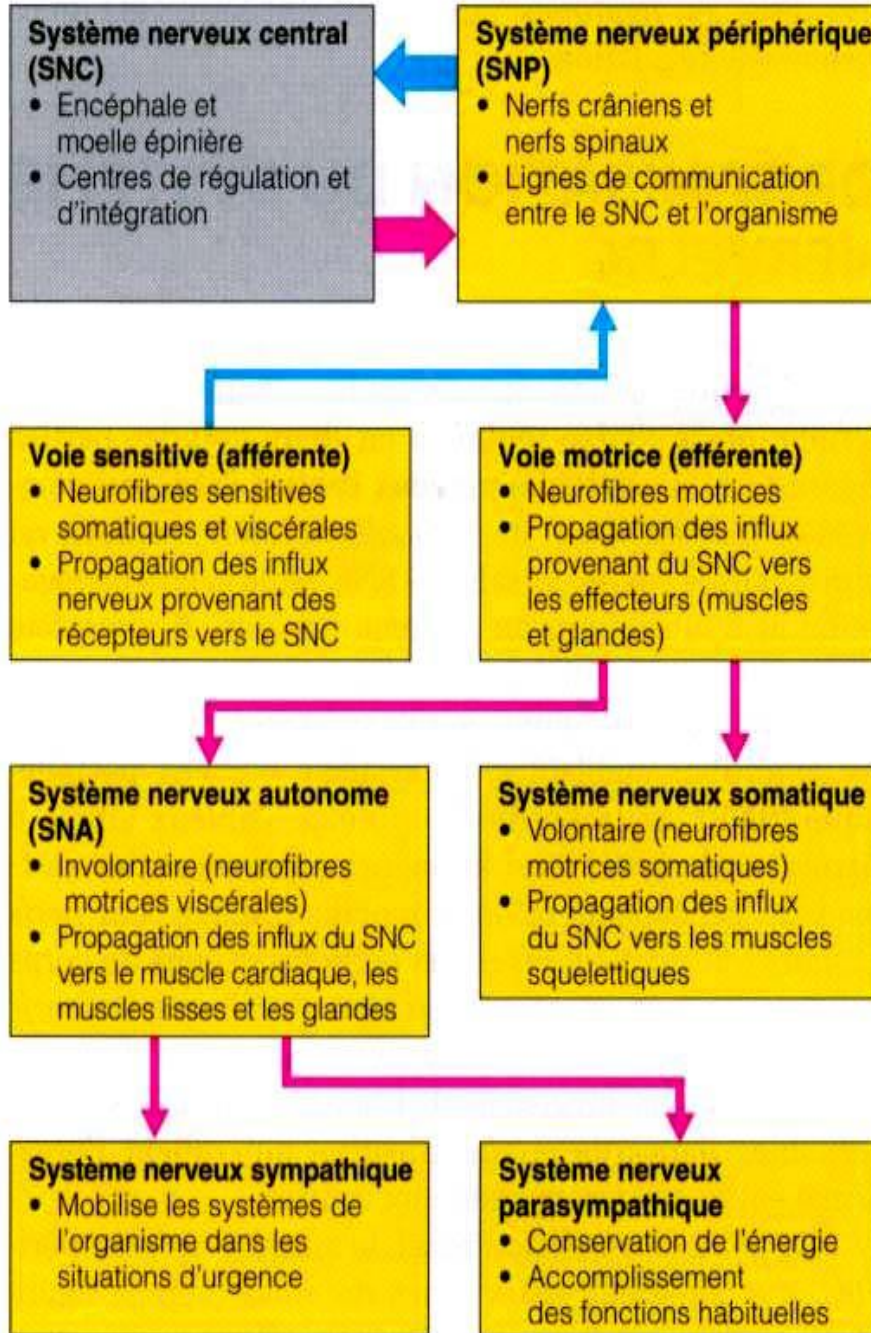 Système nerveux central
(SNC)
• Encéphale et
moelle épinière
• Centres de régulation et
d'intégration
Système nerveux périphérique
(SNP)
• Nerfs crâniens et
nerfs spinaux
• Lignes de communication
entre le SNC et l'organisme
Voie sensitive (afférente)
• Neurofibres sensitives
somatiques et viscérales
• Propagation des influx
nerveux provenant des
récepteurs vers le SNC
Voie motrice (efférente)
• Neurofibres motrices
• Propagation des influx
provenant du SNC vers
les effecteurs (muscles
et glandes)
Système nerveux autonome
(SNA)
• Involontaire (neurofibres
motrices viscérales)
• Propagation des influx du SNC
vers le muscle cardiaque, les
muscles lisses et les glandes
Système nerveux somatique
• Volontaire (neurofibres
motrices somatiques)
• Propagation des influx
du SNC vers les muscles
squelettiques
Système nerveux sympathique
• Mobilise les systèmes de
l'organisme dans les
situations d'urgence
Système nerveux
parasympathique
• Conservation de l'énergie
• Accomplissement
des fonctions habituelles